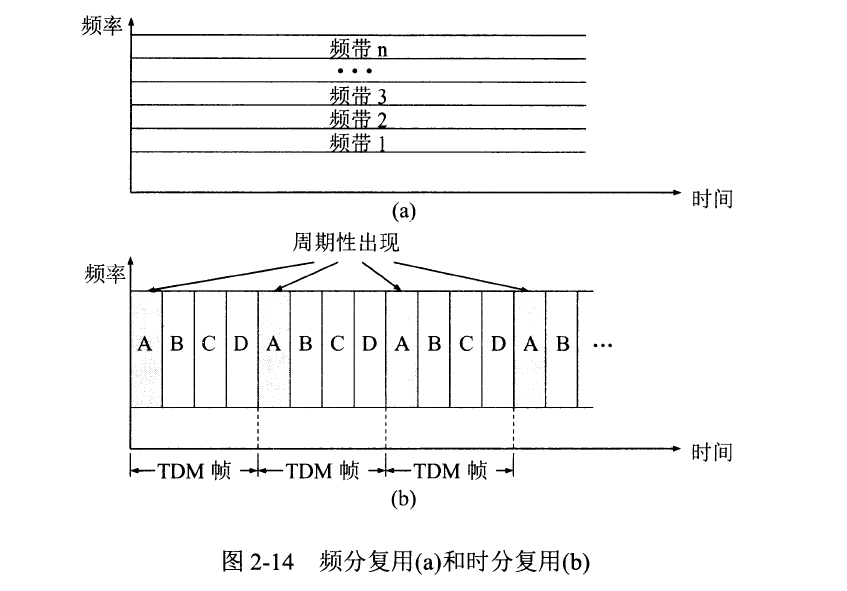 频率
频带 n
···
频带 3
频带 2
频带 1
时间
(a)
周期性出现
频率
A B C D A B C D A B C D A B ···
时间
TDM 帧 TDM 帧 TDM 帧
(b)
图 2-14 频分复用(a)和时分复用(b)